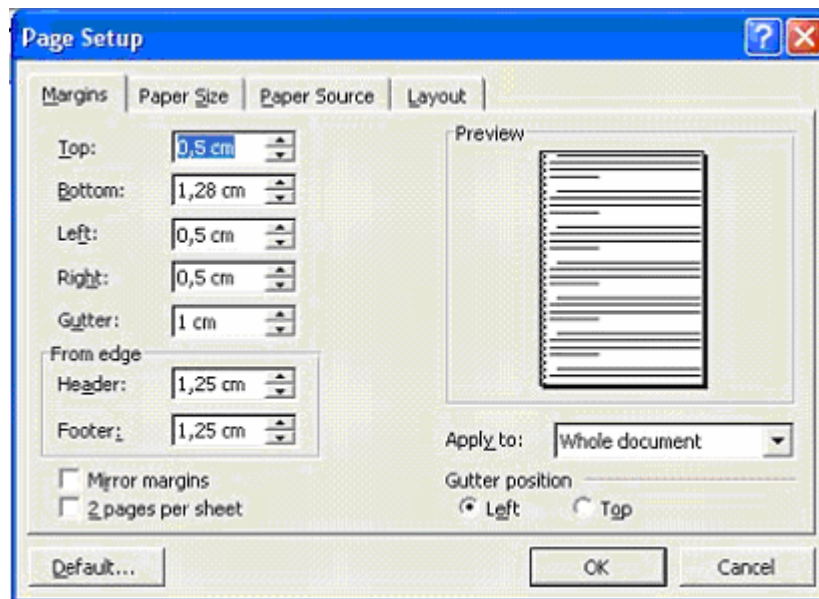 Page Setup
Margins Paper Size Paper Source Layout
Top: 0,5 cm
Bottom: 1,28 cm
Left: 0,5 cm
Right: 0,5 cm
Gutter: 1 cm
From edge
Header: 1,25 cm
Footer: 1,25 cm
Mirror margins
2 pages per sheet
Preview
Apply to: Whole document
Gutter position
Left Top
Default... OK Cancel